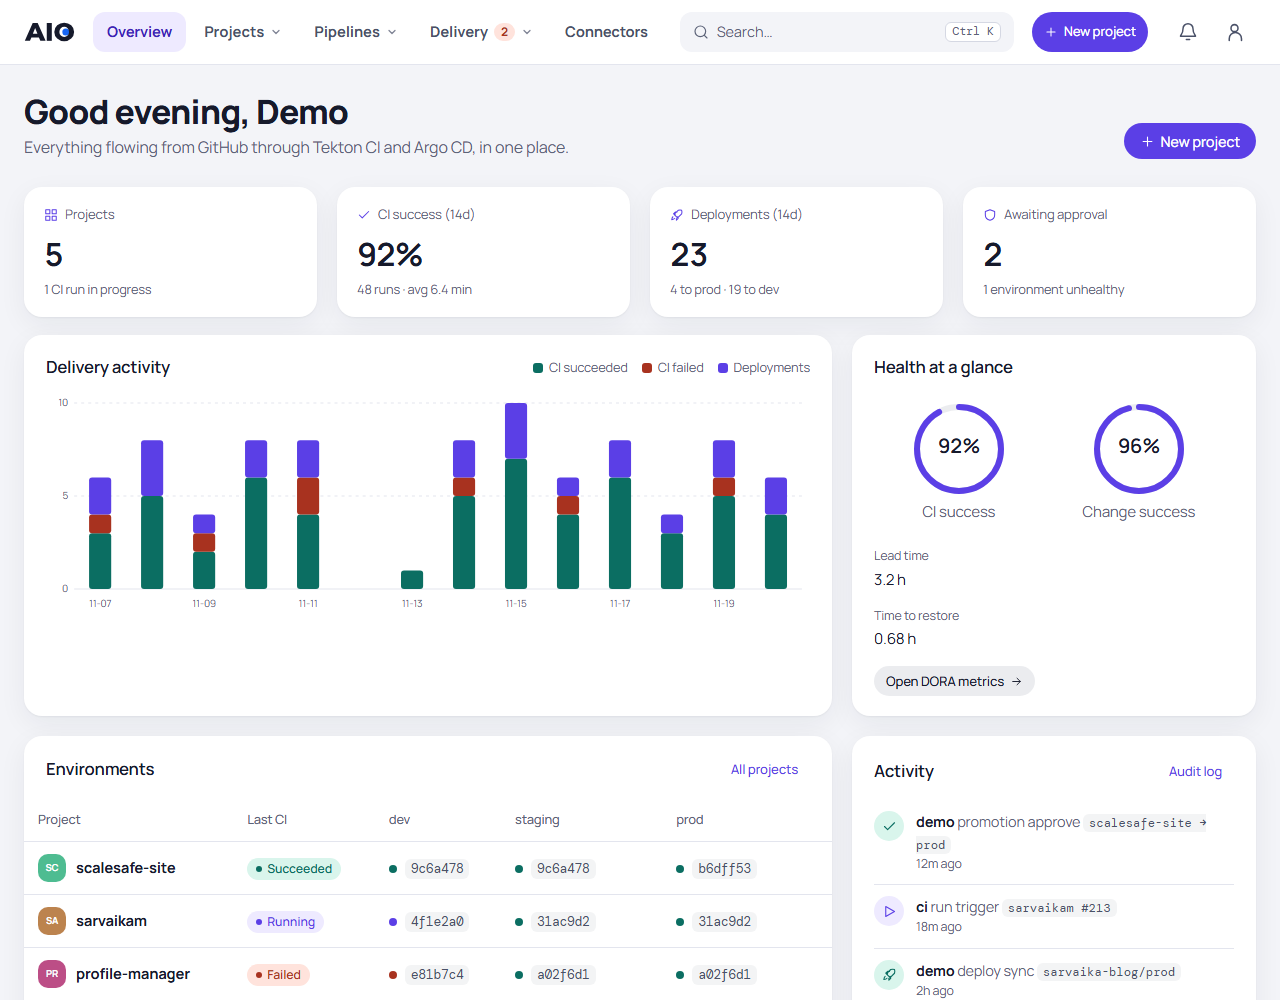 AIO Overview Projects Pipelines Delivery 2 Connectors Search... Ctrl K + New project
Good evening, Demo
Everything flowing from GitHub through Tekton CI and Argo CD, in one place.
+ New project
Projects
5
1 CI run in progress
CI success (14d)
92%
48 runs · avg 6.4 min
Deployments (14d)
23
4 to prod · 19 to dev
Awaiting approval
2
1 environment unhealthy
Delivery activity
CI succeeded CI failed Deployments
10
5
0
11-07 11-09 11-11 11-13 11-15 11-17 11-19
Health at a glance
92% 96%
CI success Change success
Lead time
3.2 h
Time to restore
0.68 h
Open DORA metrics →
Environments All projects
Project Last CI dev staging prod
SC scalesafe-site Succeeded 9c6a478 9c6a478 b6dff53
SA sarvaikam Running 4f1e2a0 31ac9d2 31ac9d2
PR profile-manager Failed e81b7c4 a02f6d1 a02f6d1
Activity Audit log
demo promotion approve scalesafe-site →
prod
12m ago
ci run trigger sarvaikam #213
18m ago
demo deploy sync sarvaika-blog/prod
2h ago